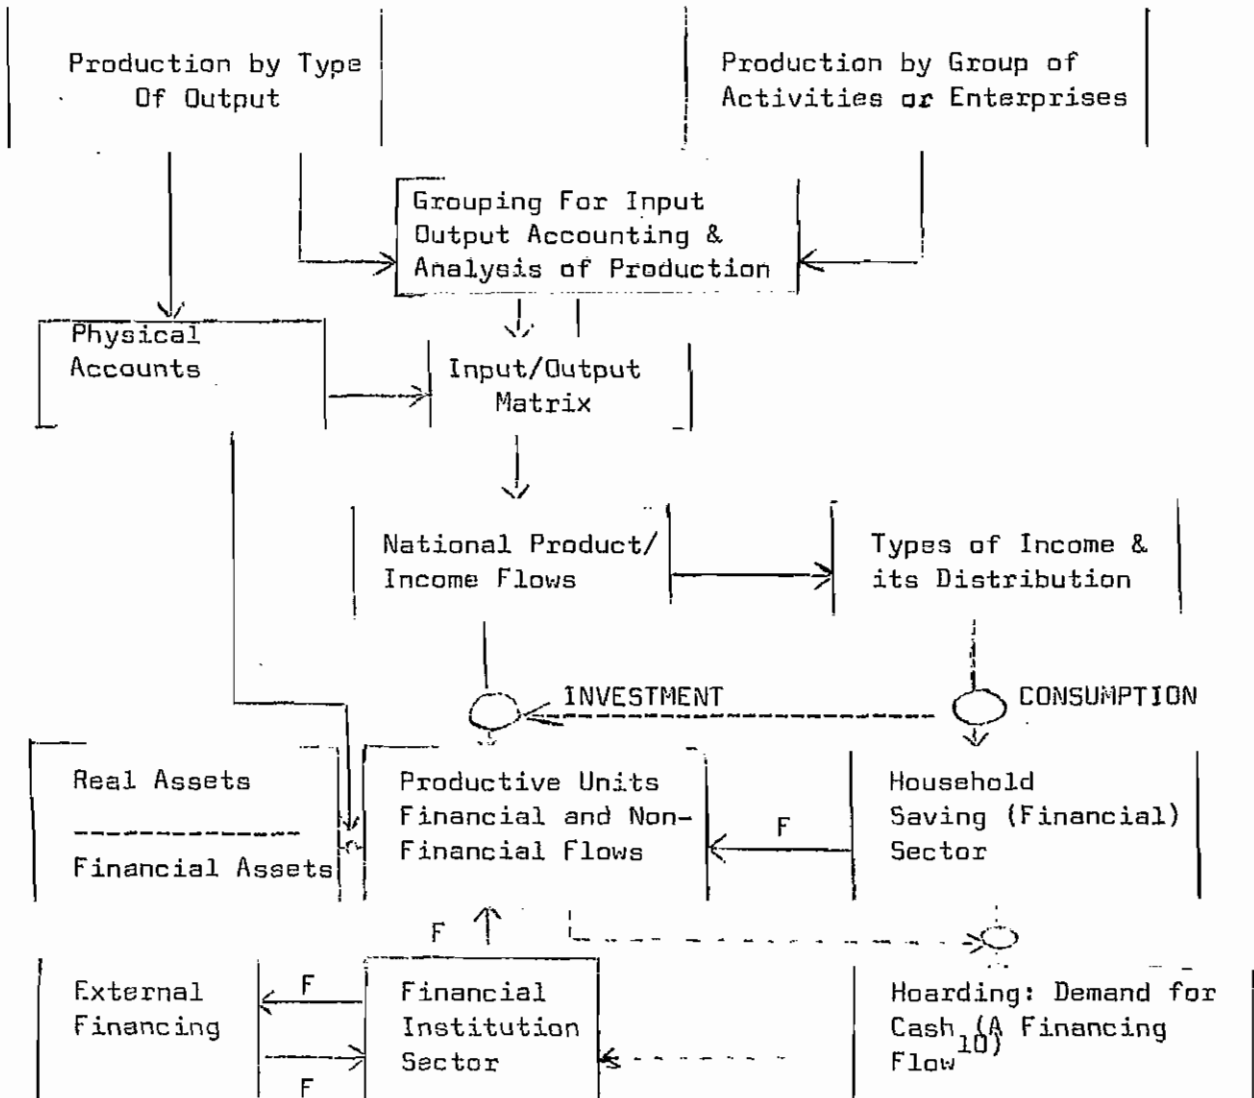 Production by Type
Of Output
Production by Group of
Activities or Enterprises
Grouping For Input
Output Accounting &
Analysis of Production
Physical
Accounts
Input/Output
Matrix
National Product/
Income Flows
Types of Income &
its Distribution
INVESTMENT
CONSUMPTION
Real Assets
Financial Assets
Productive Units
Financial and Non-
Financial Flows
F
Household
Saving (Financial)
Sector
F
External
Financing
F
F
Financial
Institution
Sector
Hoarding: Demand for
Cash (A Financing
Flow 10)